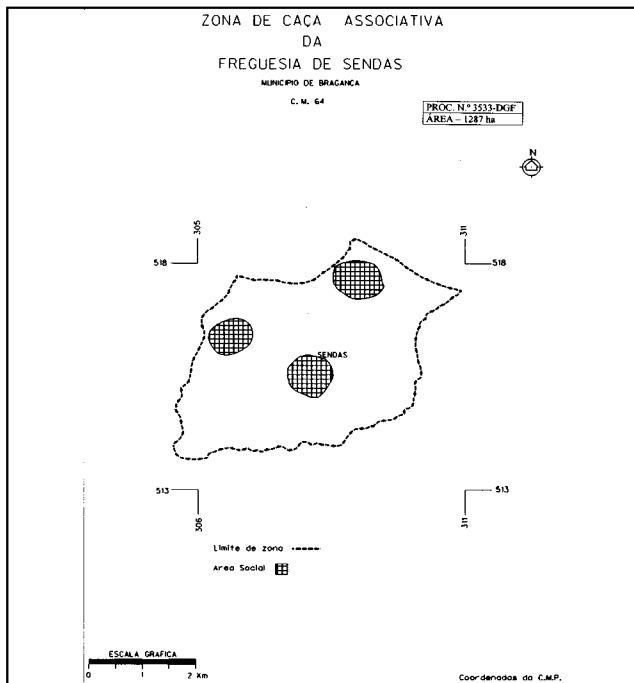 ZONA DE CAÇA ASSOCIATIVA
DA
FREGUESIA DE SENDAS
MUNICIPIO DE BRAGANCA
C. M. 64
PROC. N.º 3533-DGF
ÁREA – 1287 ha
N
305
311
518
518
SENDAS
513
513
306
311
Limite de zona
Area Social
ESCALA GRAFICA
0 1 2 Km
Coordenadas da C.M.P.